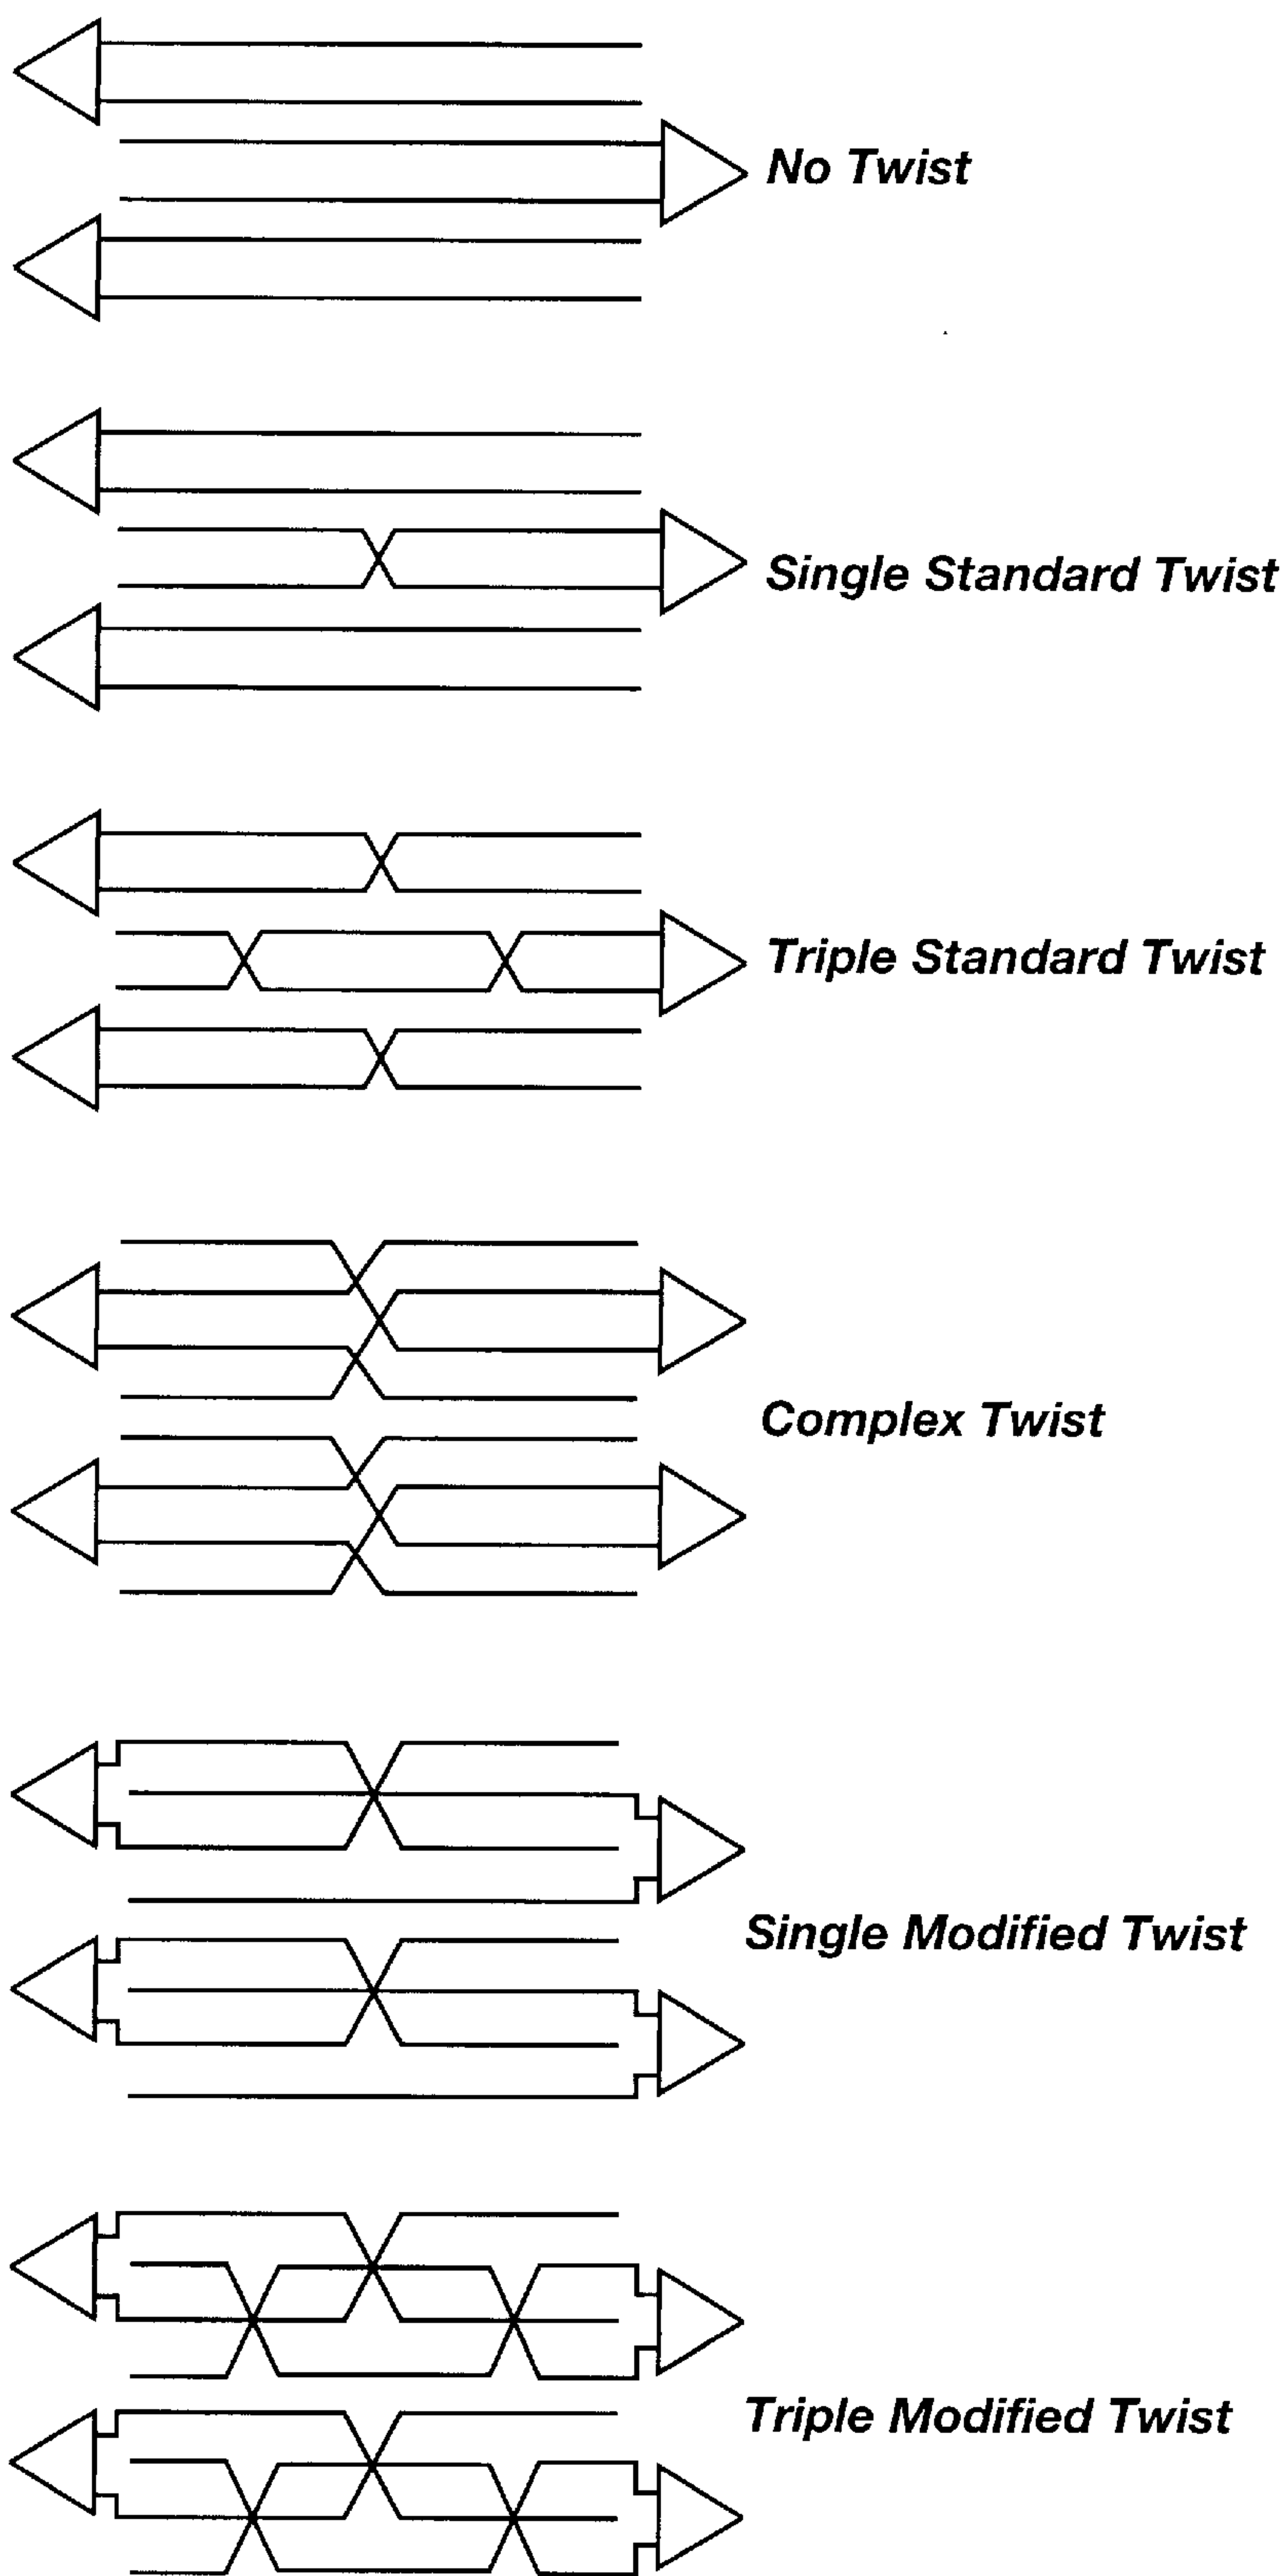 No Twist
Single Standard Twist
Triple Standard Twist
Complex Twist
Single Modified Twist
Triple Modified Twist